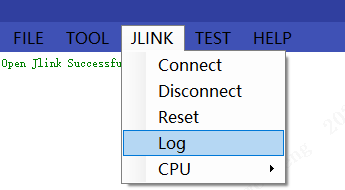 FILE TOOL JLINK TEST HELP
Open Jlink Successfu
Connect
Disconnect
Reset
Log
CPU